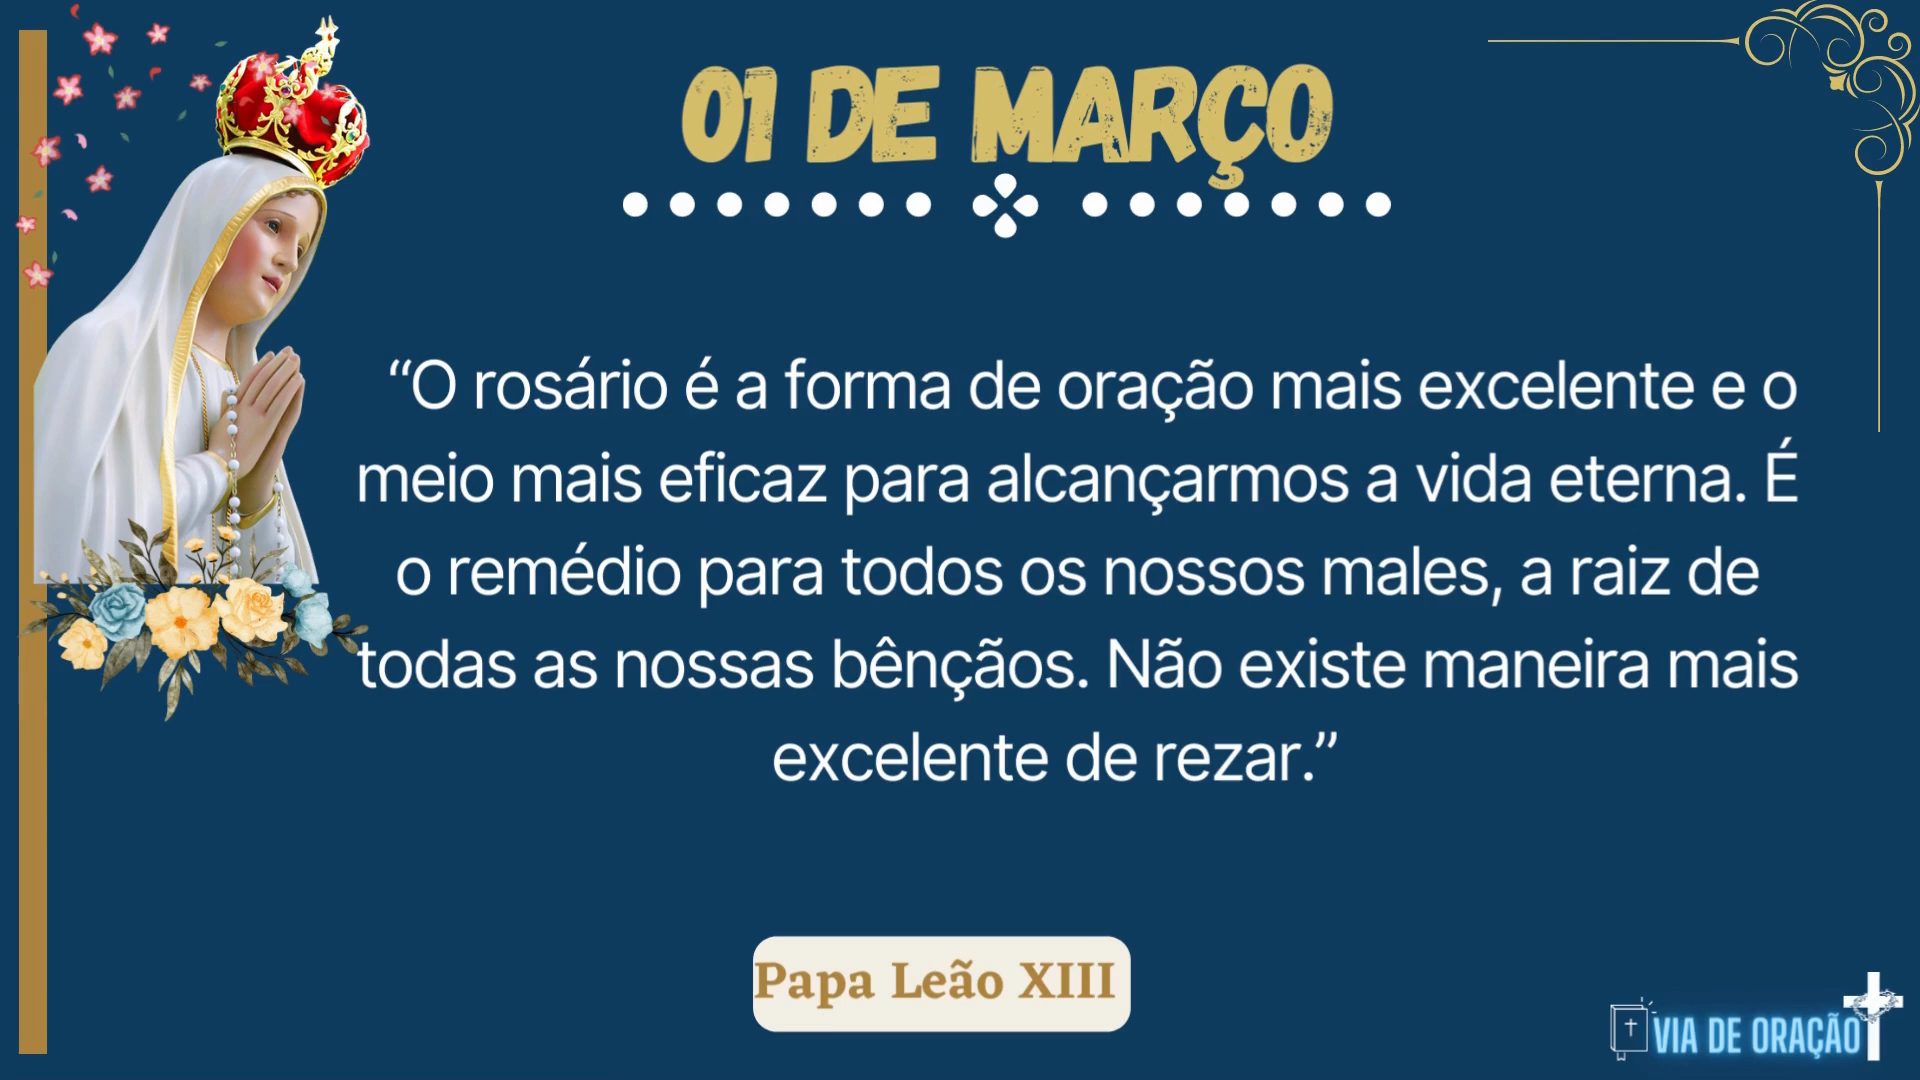 01 DE MARÇO
“O rosário é a forma de oração mais excelente e o
meio mais eficaz para alcançarmos a vida eterna. É
o remédio para todos os nossos males, a raiz de
todas as nossas bênçãos. Não existe maneira mais
excelente de rezar.”
Papa Leão XIII
VIA DE ORAÇÃO